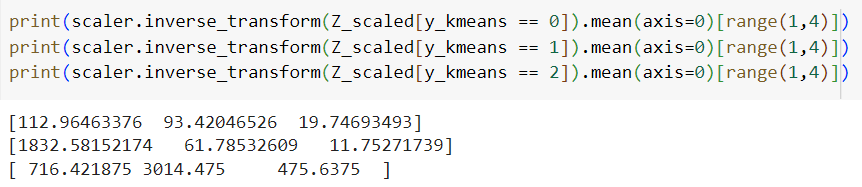 print(scaler.inverse_transform(Z_scaled[y_kmeans == 0]).mean(axis=0)[range(1,4)])
print(scaler.inverse_transform(Z_scaled[y_kmeans == 1]).mean(axis=0)[range(1,4)])
print(scaler.inverse_transform(Z_scaled[y_kmeans == 2]).mean(axis=0)[range(1,4)])
[112.96463376  93.42046526  19.74693493]
[1832.58152174   61.78532609   11.75271739]
[ 716.421875 3014.475     475.6375  ]